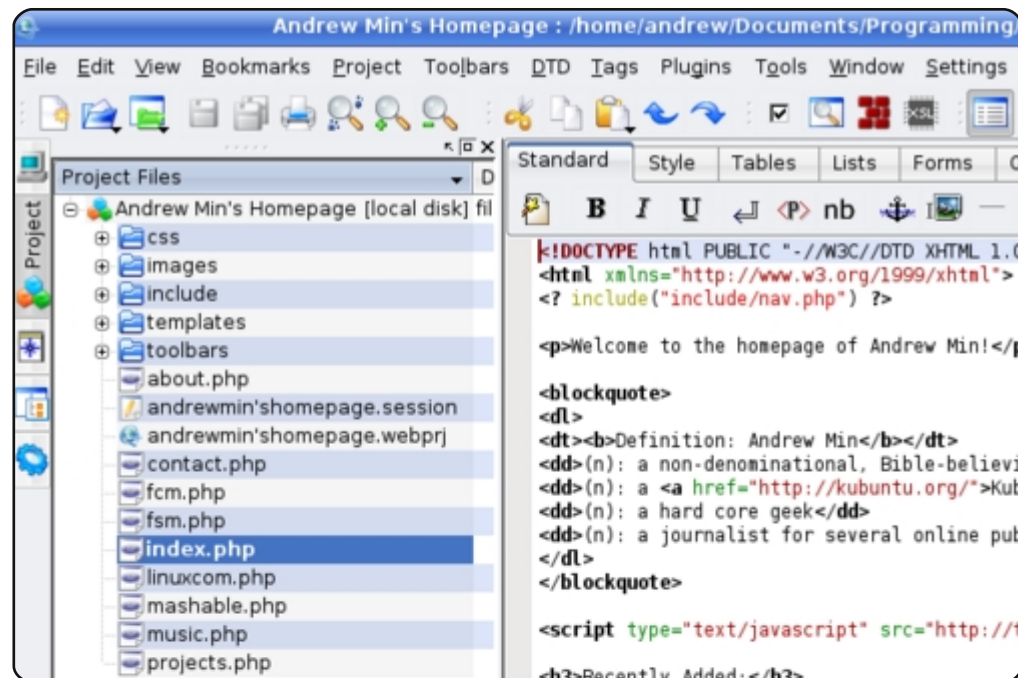 Andrew Min's Homepage : /home/andrew/Documents/Programming/
File Edit View Bookmarks Project Toolbars DTD Tags Plugins Tools Window Settings
XSL
Project
Project Files D
Andrew Min's Homepage [local disk] fil
css
images
include
templates
toolbars
about.php
andrewmin'shomepage.session
andrewmin'shomepage.webprj
contact.php
fcm.php
fsm.php
index.php
linuxcom.php
mashable.php
music.php
projects.php
Standard Style Tables Lists Forms
B I U <P> nb
<!DOCTYPE html PUBLIC "-//W3C//DTD XHTML 1.0
<html xmlns="http://www.w3.org/1999/xhtml">
<? include("include/nav.php") ?>
<p>Welcome to the homepage of Andrew Min!</p
<blockquote>
<dl>
<dt><b>Definition: Andrew Min</b></dt>
<dd>(n): a non-denominational, Bible-believi
<dd>(n): a <a href="http://kubuntu.org/">Kub
<dd>(n): a hard core geek</dd>
<dd>(n): a journalist for several online pub
</dl>
</blockquote>
<script type="text/javascript" src="http://t
<h3>Recently Added:</h3>